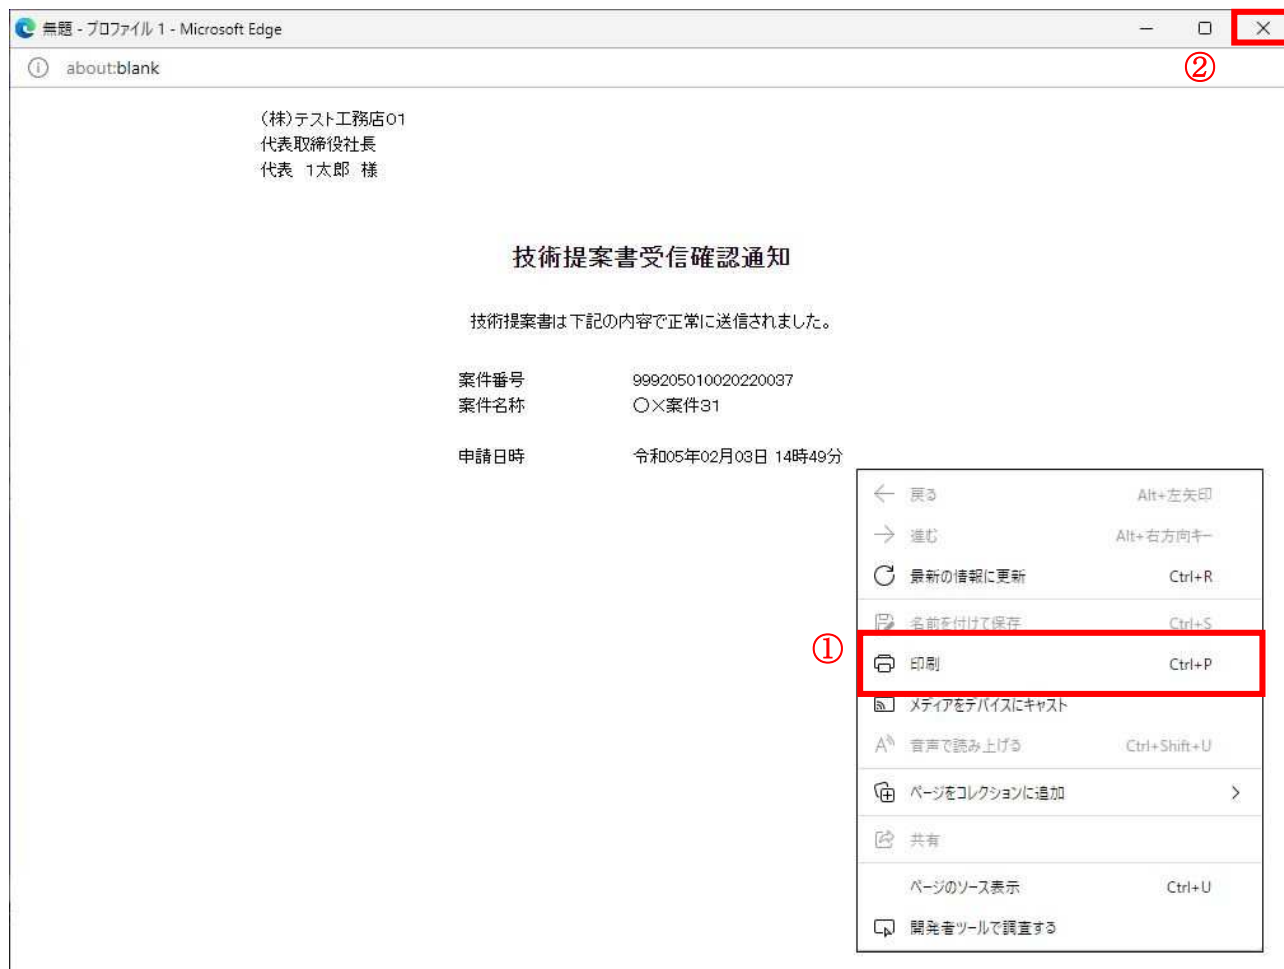 無題 - プロファイル 1 - Microsoft Edge
about:blank
②
(株)テスト工務店01
代表取締役社長
代表 1太郎 様
技術提案書受信確認通知
技術提案書は下記の内容で正常に送信されました。
案件番号 999205010020220037
案件名称 〇×案件31
申請日時 令和05年02月03日 14時49分
戻る Alt+左矢印
進む Alt+右方向キー
最新の情報に更新 Ctrl+R
名前を付けて保存 Ctrl+S
①
印刷 Ctrl+P
メディアをデバイスにキャスト
音声で読み上げる Ctrl+Shift+U
ページをコレクションに追加
共有
ページのソース表示 Ctrl+U
開発者ツールで調査する